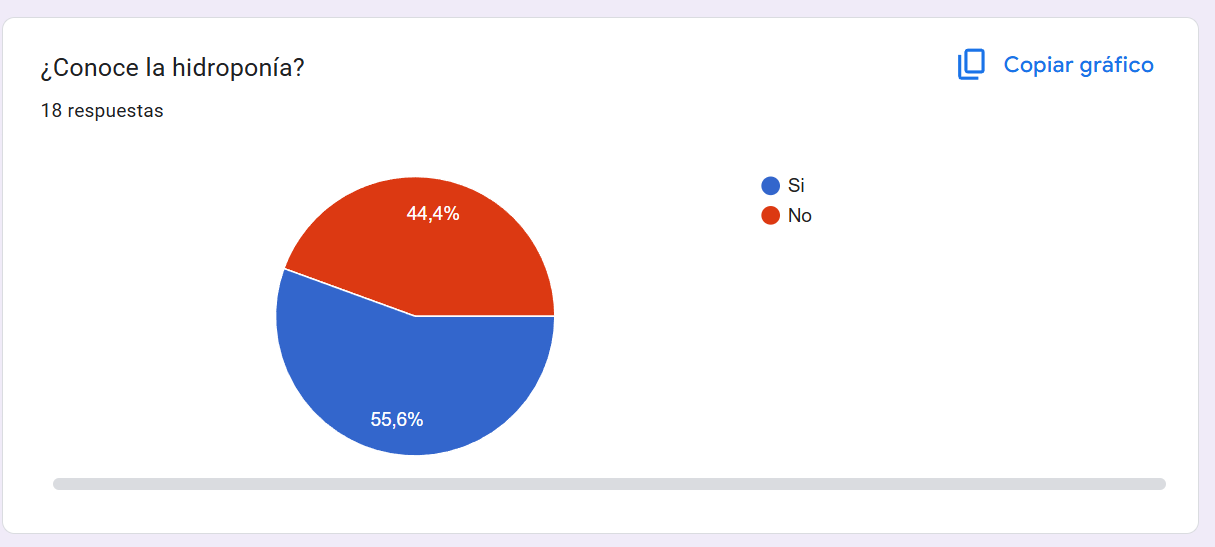 ¿Conoce la hidroponía?
Copiar gráfico
18 respuestas
Si
No
44,4%
55,6%